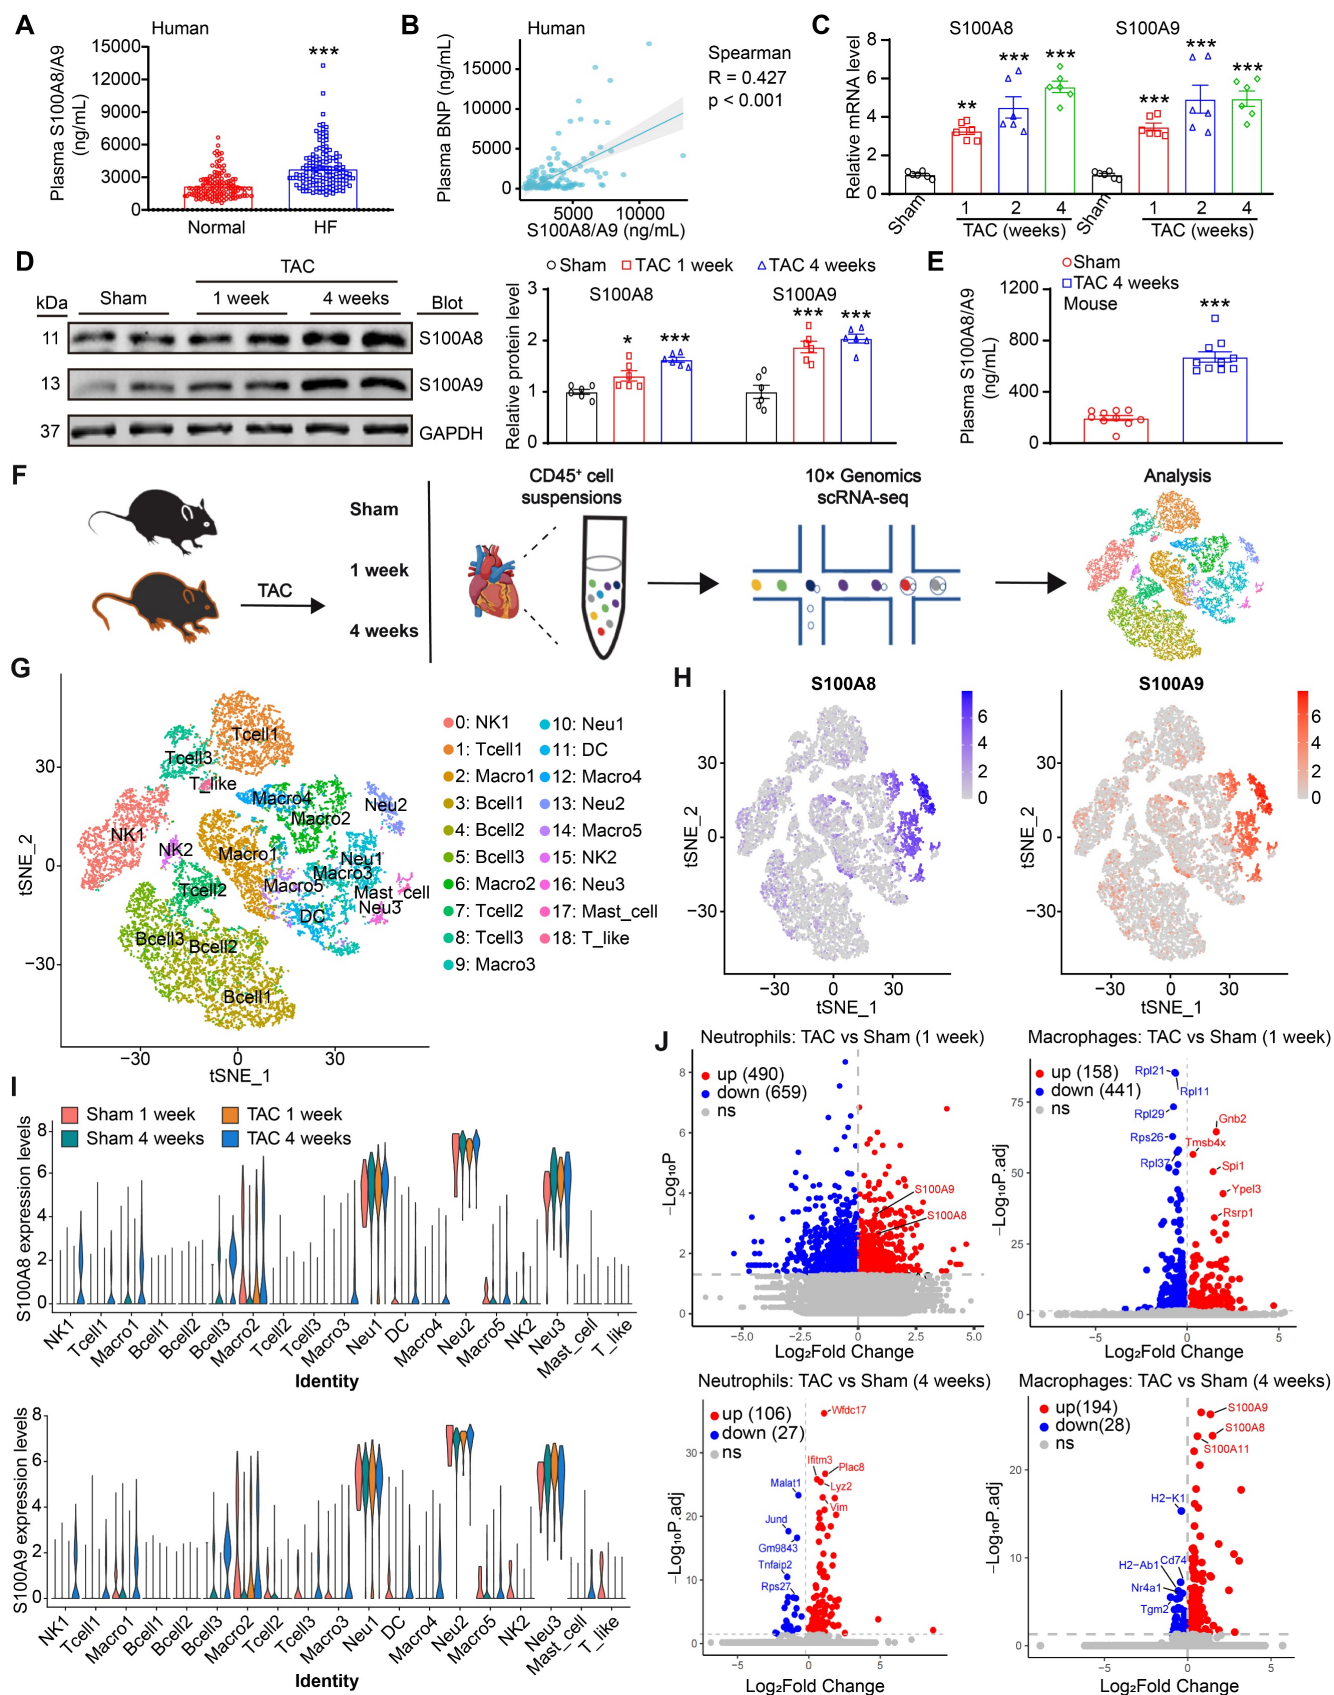 A
Human
***
Plasma S100A8/A9
(ng/mL)
15000
12000
9000
6000
3000
0
Normal
HF
B
Human
Plasma BNP (ng/mL)
15000
10000
5000
0
5000
10000
S100A8/A9 (ng/mL)
Spearman
R = 0.427
p < 0.001
C
S100A8
S100A9
Relative mRNA level
8
6
4
2
0
**
***
***
***
***
***
Sham
1
2
4
TAC (weeks)
Sham
1
2
4
TAC (weeks)
D
TAC
kDa
Sham
1 week
4 weeks
Blot
11
S100A8
13
S100A9
37
GAPDH
Sham
TAC 1 week
TAC 4 weeks
Relative protein level
3
2
1
0
S100A8
S100A9
*
***
***
***
E
Sham
TAC 4 weeks
Mouse
***
Plasma S100A8/A9
(ng/mL)
1200
800
400
0
F
TAC
Sham
1 week
4 weeks
CD45⁺ cell
suspensions
10× Genomics
scRNA-seq
Analysis
G
tSNE_2
30
0
−30
−30
0
30
tSNE_1
Tcell1
Tcell3
T_like
Macro4
Macro2
Neu2
NK1
NK2
Macro1
Neu1
Macro3
Macro5
Mast_cell
Neu3
Tcell2
DC
Bcell3
Bcell2
Bcell1
0: NK1
1: Tcell1
2: Macro1
3: Bcell1
4: Bcell2
5: Bcell3
6: Macro2
7: Tcell2
8: Tcell3
9: Macro3
10: Neu1
11: DC
12: Macro4
13: Neu2
14: Macro5
15: NK2
16: Neu3
17: Mast_cell
18: T_like
H
S100A8
tSNE_2
30
0
−30
−30
0
30
tSNE_1
6
4
2
0
S100A9
tSNE_2
30
0
−30
−30
0
30
tSNE_1
6
4
2
0
I
Sham 1 week
TAC 1 week
Sham 4 weeks
TAC 4 weeks
S100A8 expression levels
8
6
4
2
0
NK1
Tcell1
Macro1
Bcell1
Bcell2
Bcell3
Macro2
Tcell2
Tcell3
Macro3
Neu1
DC
Macro4
Neu2
Macro5
NK2
Neu3
Mast_cell
T_like
Identity
S100A9 expression levels
8
6
4
2
0
NK1
Tcell1
Macro1
Bcell1
Bcell2
Bcell3
Macro2
Tcell2
Tcell3
Macro3
Neu1
DC
Macro4
Neu2
Macro5
NK2
Neu3
Mast_cell
T_like
Identity
J
Neutrophils: TAC vs Sham (1 week)
up (490)
down (659)
ns
−Log₁₀P
8
6
4
2
0
S100A9
S100A8
−5.0
−2.5
0
2.5
5.0
Log₂Fold Change
Macrophages: TAC vs Sham (1 week)
up (158)
down (441)
ns
−Log₁₀P.adj
75
50
25
0
Rpl21
Rpl11
Rpl29
Rps26
Rpl37
Gnb2
Tmsb4x
Spi1
Ypel3
Rsrp1
−5
0
5
Log₂Fold Change
Neutrophils: TAC vs Sham (4 weeks)
up (106)
down (27)
ns
−Log₁₀P.adj
30
20
10
0
Wfdc17
Ifitm3
Plac8
Lyz2
Vim
Malat1
Jund
Gm9843
Tnfaip2
Rps27
−5
0
5
Log₂Fold Change
Macrophages: TAC vs Sham (4 weeks)
up(194)
down(28)
ns
−Log₁₀P.adj
20
10
0
S100A9
S100A8
S100A11
H2−K1
H2−Ab1
Cd74
Nr4a1
Tgm2
−5
0
5
Log₂Fold Change